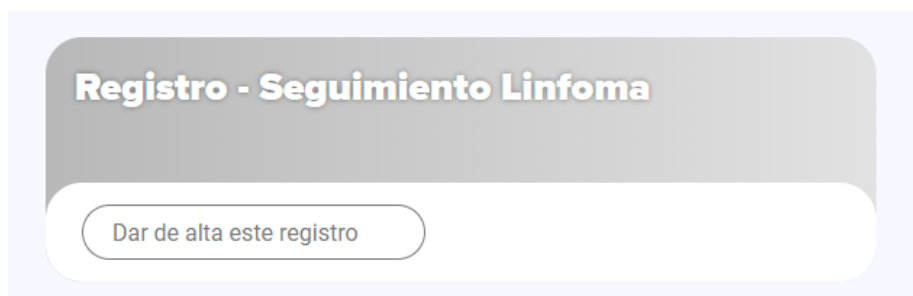 Registro - Seguimiento Linfoma
Dar de alta este registro